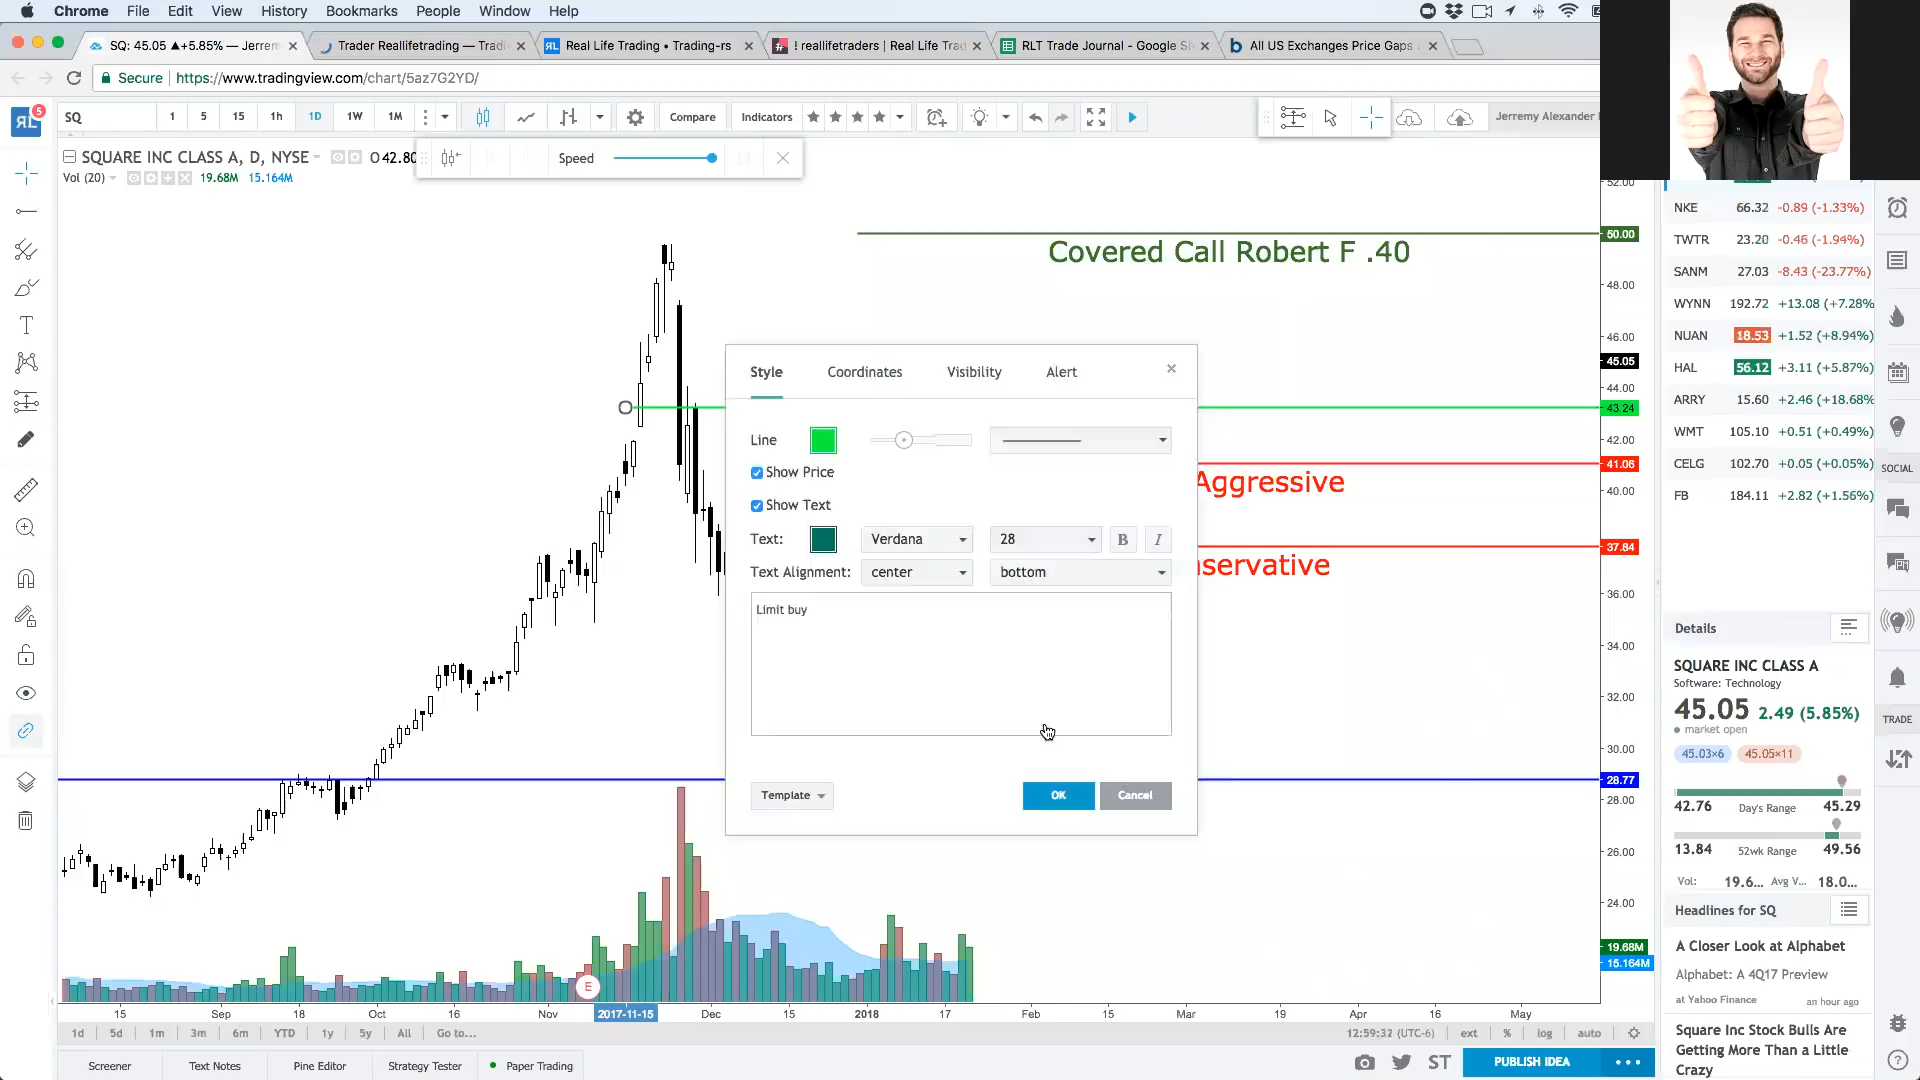 Chrome File Edit View History Bookmarks People Window Help
SQ: 45.05 ▲+5.85% — Jerrem
Trader Reallifetrading — Tradi
Real Life Trading • Trading-rs
! reallifetraders | Real Life Tra
RLT Trade Journal - Google S
All US Exchanges Price Gaps
Secure | https://www.tradingview.com/chart/5az7G2YD/
5
SQ 1 5 15 1h 1D 1W 1M Compare Indicators Jerremy Alexander
SQUARE INC CLASS A, D, NYSE O 42.80
Speed
Vol (20) 19.68M 15.164M
52.00
50.00
Covered Call Robert F .40
48.00
46.00
45.05
44.00
43.24
42.00
41.06
Aggressive
40.00
37.84
nservative
36.00
34.00
32.00
30.00
28.77
28.00
26.00
24.00
19.68M
15.164M
Style Coordinates Visibility Alert
Line
Show Price
Show Text
Text: Verdana 28 B I
Text Alignment: center bottom
Limit buy
Template OK Cancel
E
15 Sep 18 Oct 16 Nov 2017-11-15 Dec 15 2018 17 Feb 15 Mar 19 Apr 16 May
1d 5d 1m 3m 6m YTD 1y 5y All Go to... 12:59:32 (UTC-6) ext % log auto
Screener Text Notes Pine Editor Strategy Tester Paper Trading ST PUBLISH IDEA
NKE 66.32 -0.89 (-1.33%)
TWTR 23.20 -0.46 (-1.94%)
SANM 27.03 -8.43 (-23.77%)
WYNN 192.72 +13.08 (+7.28%
NUAN 18.53 +1.52 (+8.94%)
HAL 56.12 +3.11 (+5.87%)
ARRY 15.60 +2.46 (+18.68%
WMT 105.10 +0.51 (+0.49%)
CELG 102.70 +0.05 (+0.05%)
FB 184.11 +2.82 (+1.56%)
SOCIAL
Details
SQUARE INC CLASS A
Software: Technology
45.05 2.49 (5.85%)
market open
TRADE
45.03×6 45.05×11
42.76 Day's Range 45.29
13.84 52wk Range 49.56
Vol: 19.6... Avg V... 18.0...
Headlines for SQ
A Closer Look at Alphabet
Alphabet: A 4Q17 Preview
at Yahoo Finance an hour ago
Square Inc Stock Bulls Are
Getting More Than a Little
Crazy